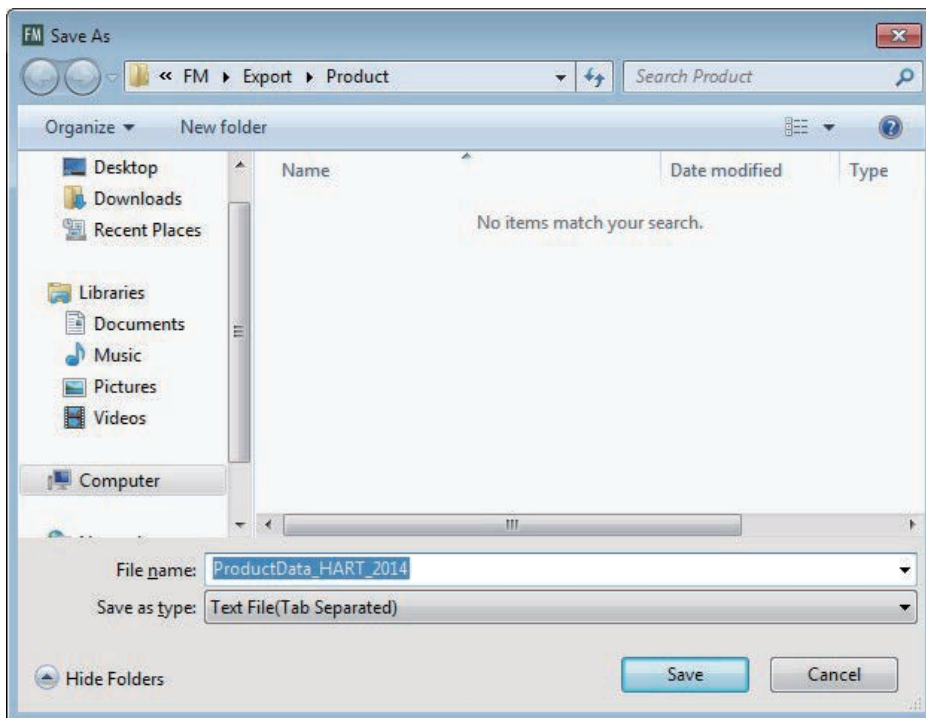 FM Save As
« FM ▸ Export ▸ Product
Search Product
Organize
New folder
Name
Date modified
Type
No items match your search.
Desktop
Downloads
Recent Places
Libraries
Documents
Music
Pictures
Videos
Computer
File name: ProductData_HART_2014
Save as type: Text File(Tab Separated)
Hide Folders
Save
Cancel